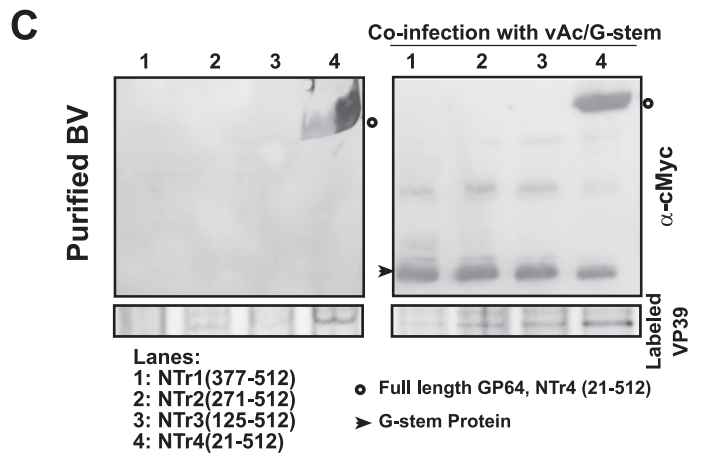 C
Co-infection with vAc/G-stem
1 2 3 4 1 2 3 4
Purified BV
α-cMyc
Labeled
VP39
Lanes:
1: NTr1(377-512)
2: NTr2(271-512)
3: NTr3(125-512)
4: NTr4(21-512)
Full length GP64, NTr4 (21-512)
G-stem Protein